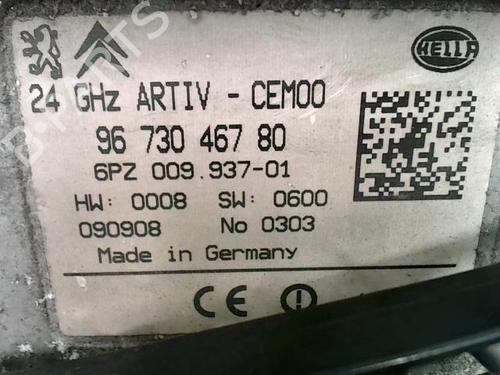 HELLA
24 GHz ARTIV - CEM00
96 730 467 80
6PZ 009.937-01
HW: 0008 SW: 0600
090908 No 0303
Made in Germany
CE